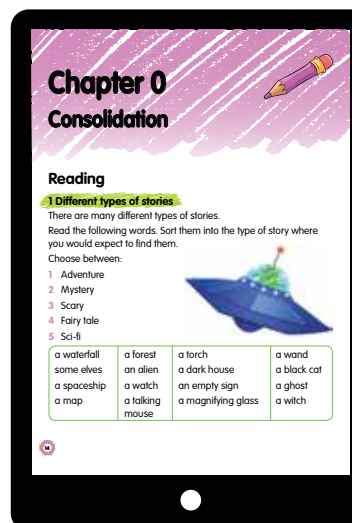 Chapter 0
Consolidation
Reading
1 Different types of stories
There are many different types of stories.
Read the following words. Sort them into the type of story where
you would expect to find them.
Choose between:
1 Adventure
2 Mystery
3 Scary
4 Fairy tale
5 Sci-fi
a waterfall a forest a torch a wand
some elves an alien a dark house a black cat
a spaceship a watch an empty sign a ghost
a map a talking a magnifying glass a witch
mouse
14